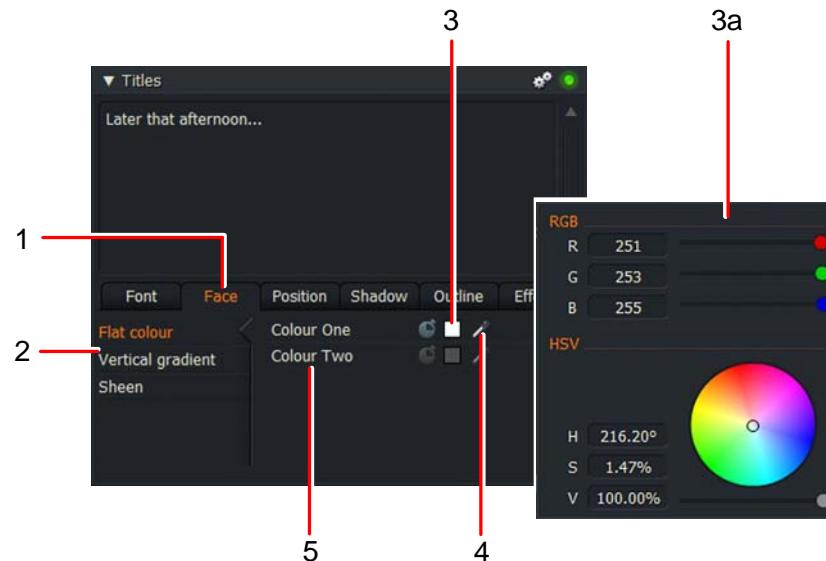 3
3a
Titles
Later that afternoon...
1
Font Face Position Shadow Outline
Flat colour
Vertical gradient
Sheen
Colour One
Colour Two
2
RGB
R 251
G 253
B 255
HSV
H 216.20°
S 1.47%
V 100.00%
5
4